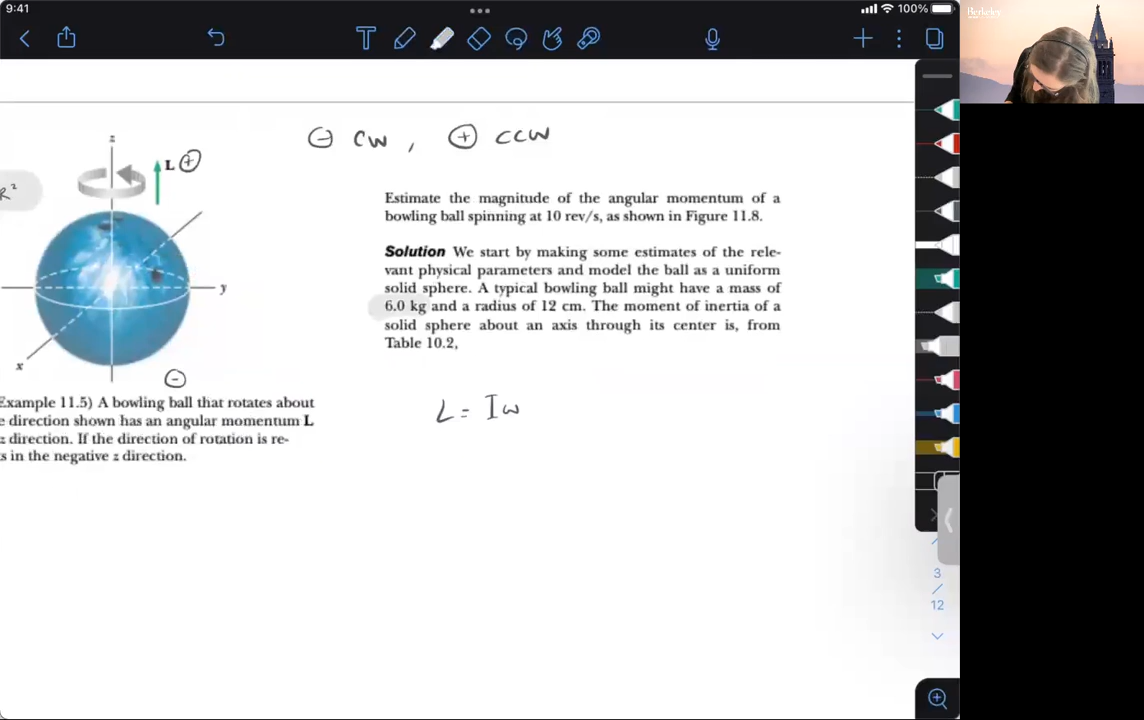 9:41
100%
Berkeley
⊖ CW , ⊕ CCW
z
L ⊕
R²
Estimate the magnitude of the angular momentum of a
bowling ball spinning at 10 rev/s, as shown in Figure 11.8.
Solution We start by making some estimates of the rele-
vant physical parameters and model the ball as a uniform
solid sphere. A typical bowling ball might have a mass of
6.0 kg and a radius of 12 cm. The moment of inertia of a
solid sphere about an axis through its center is, from
Table 10.2,
y
x
⊖
Example 11.5) A bowling ball that rotates about
e direction shown has an angular momentum L
z direction. If the direction of rotation is re-
s in the negative z direction.
L = Iω
3
/
12